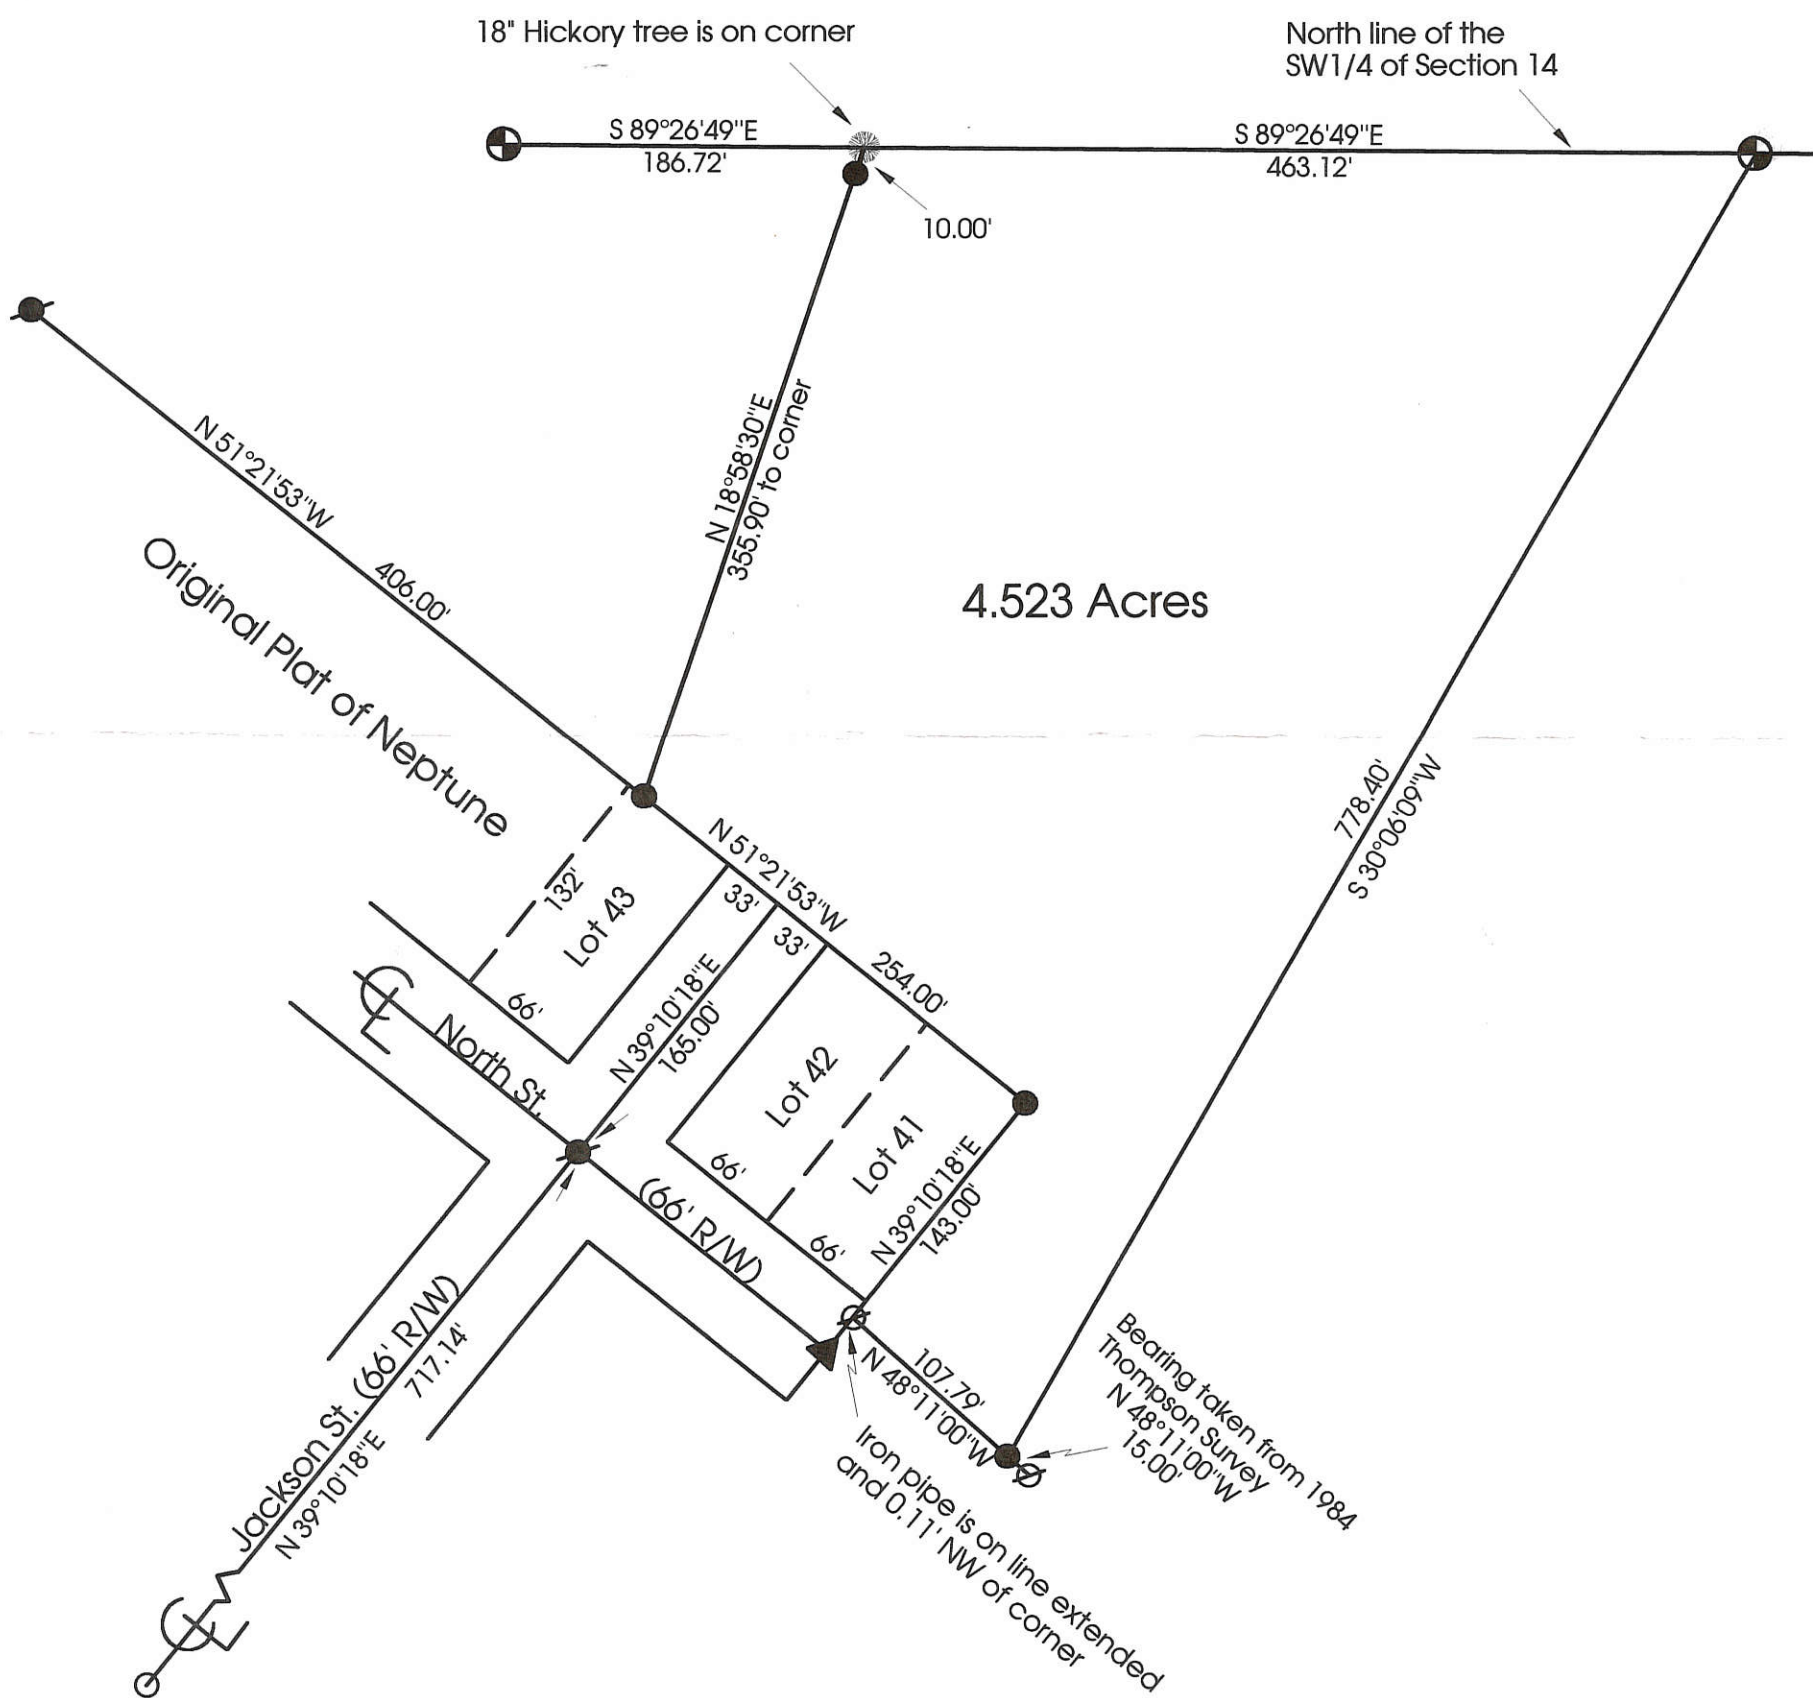 18" Hickory tree is on corner
North line of the
SW1/4 of Section 14
S 89°26'49"E
186.72'
S 89°26'49"E
463.12'
10.00'
N 18°58'30"E
355.90' to corner
N 51°21'53"W
406.00'
Original Plat of Neptune
4.523 Acres
778.40'
S 30°06'09"W
N 51°21'53"W
254.00'
132'
Lot 43
66'
33'
33'
N 39°10'18"E
165.00'
North St.
Lot 42
66'
Lot 41
66'
N 39°10'18"E
143.00'
(66' R/W)
107.79'
N 48°11'00"W
Bearing taken from 1984
Thompson Survey
N 48°11'00"W
15.00'
Iron pipe is on line extended
and 0.11' NW of corner
Jackson St. (66' R/W)
717.14'
N 39°10'18"E